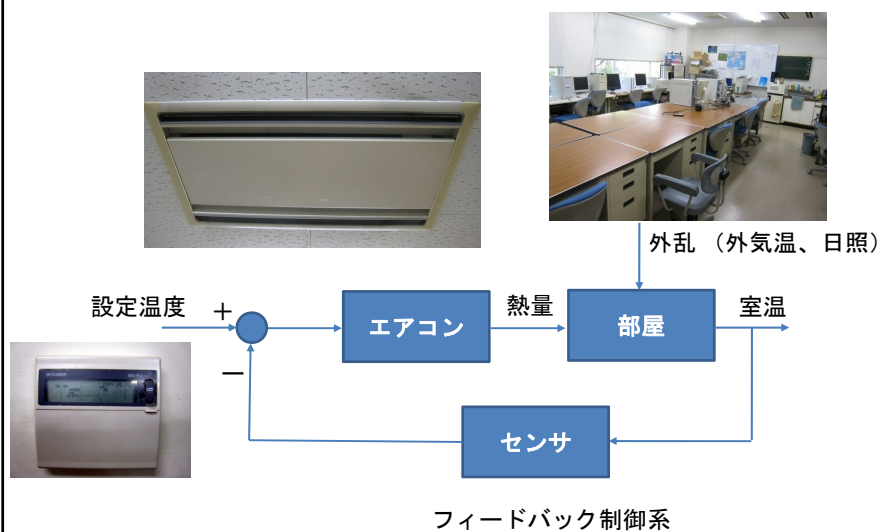 外乱 （外気温、日照）
設定温度
＋
エアコン
熱量
部屋
室温
－
センサ
フィードバック制御系